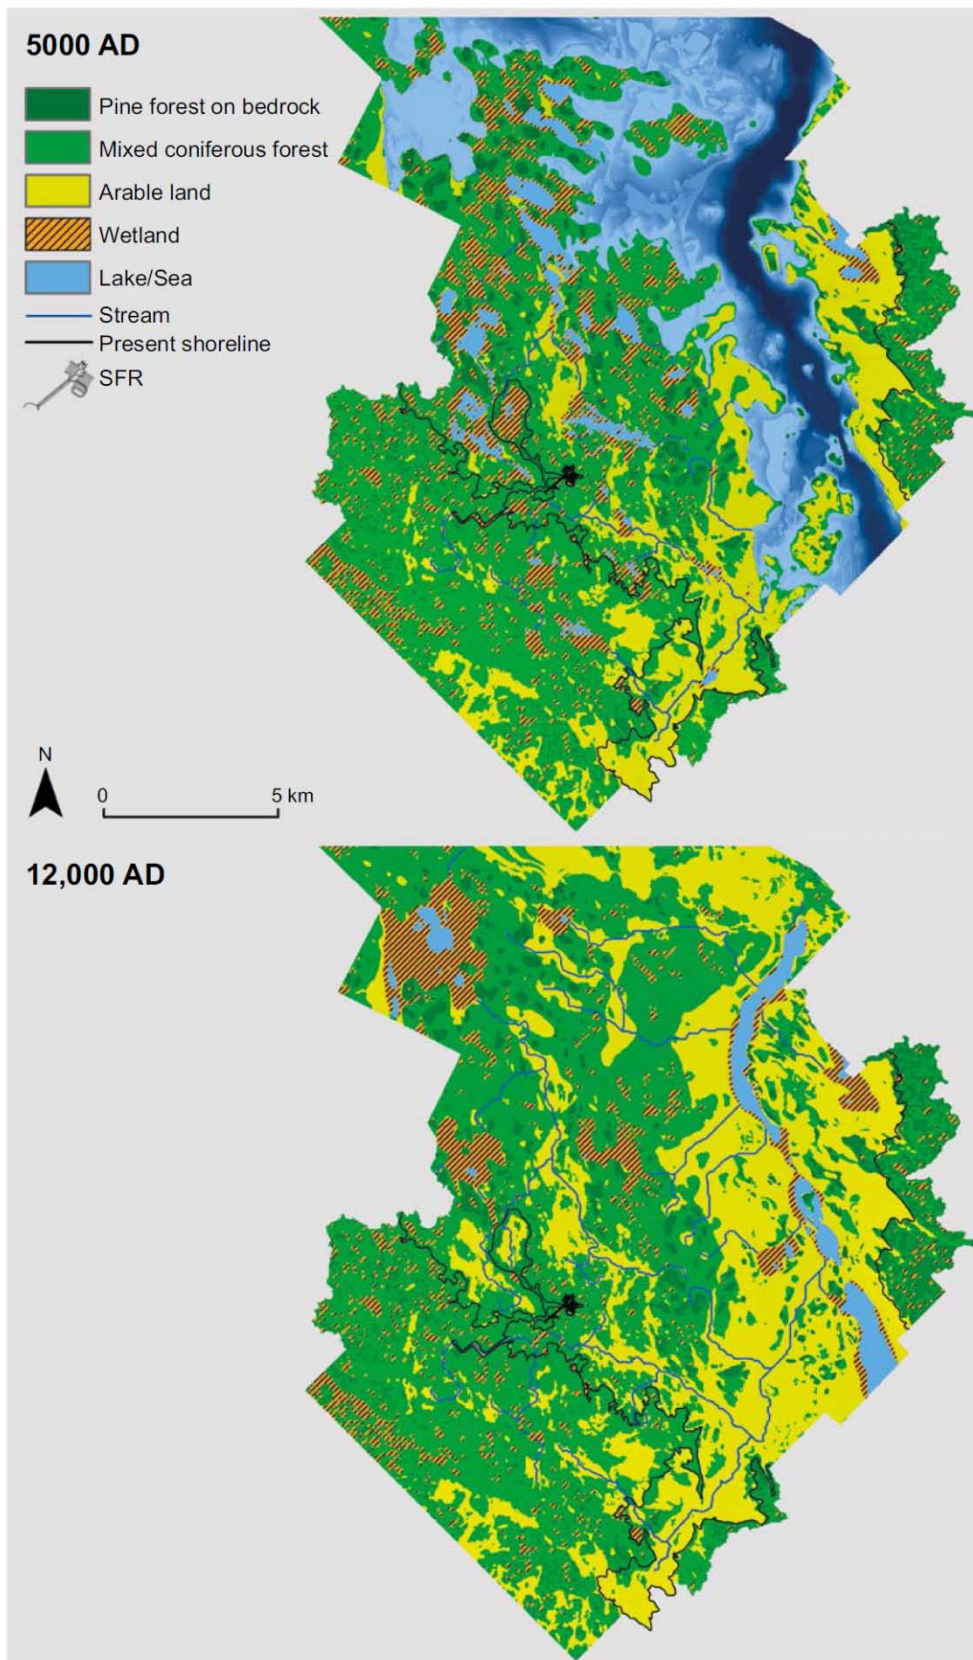 5000 AD
Pine forest on bedrock
Mixed coniferous forest
Arable land
Wetland
Lake/Sea
Stream
Present shoreline
SFR
N
0 5 km
12,000 AD